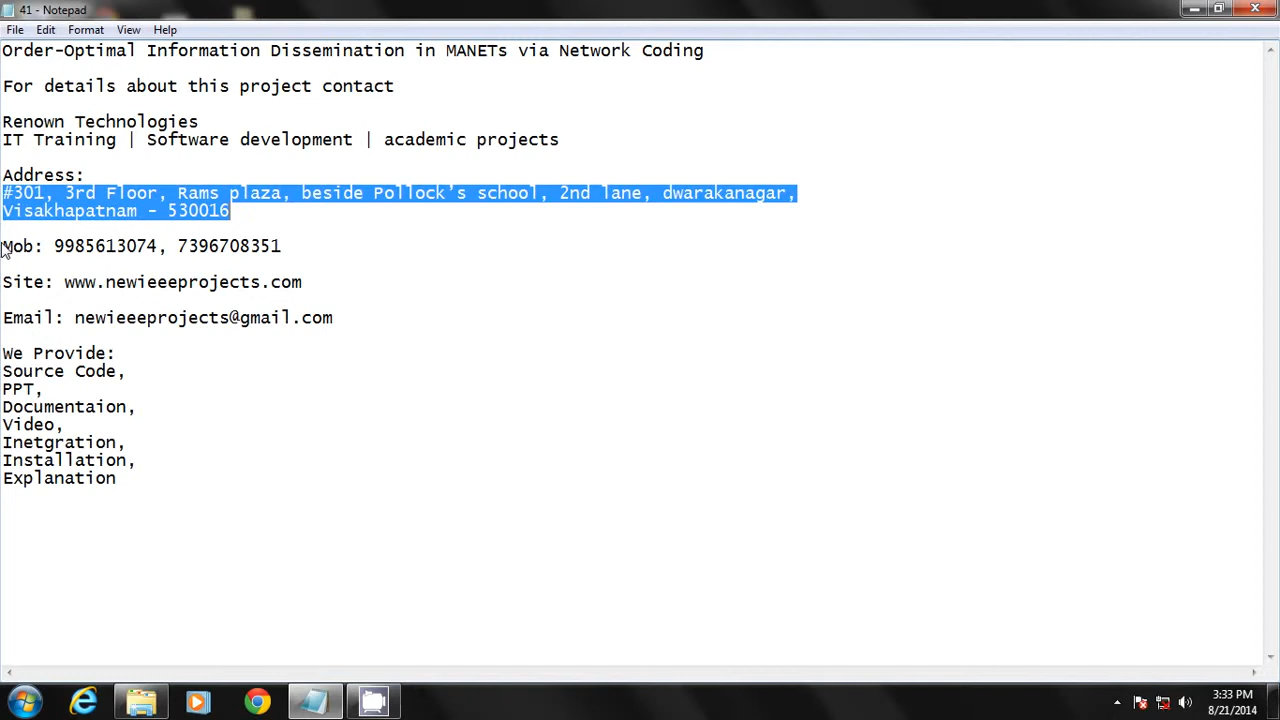 41 - Notepad
File Edit Format View Help
Order-Optimal Information Dissemination in MANETs via Network Coding
For details about this project contact
Renown Technologies
IT Training | Software development | academic projects
Address:
#301, 3rd Floor, Rams plaza, beside Pollock's school, 2nd lane, dwarakanagar,
Visakhapatnam - 530016
Mob: 9985613074, 7396708351
Site: www.newieeeprojects.com
Email: newieeeprojects@gmail.com
We Provide:
Source Code,
PPT,
Documentaion,
Video,
Inetgration,
Installation,
Explanation
3:33 PM
8/21/2014